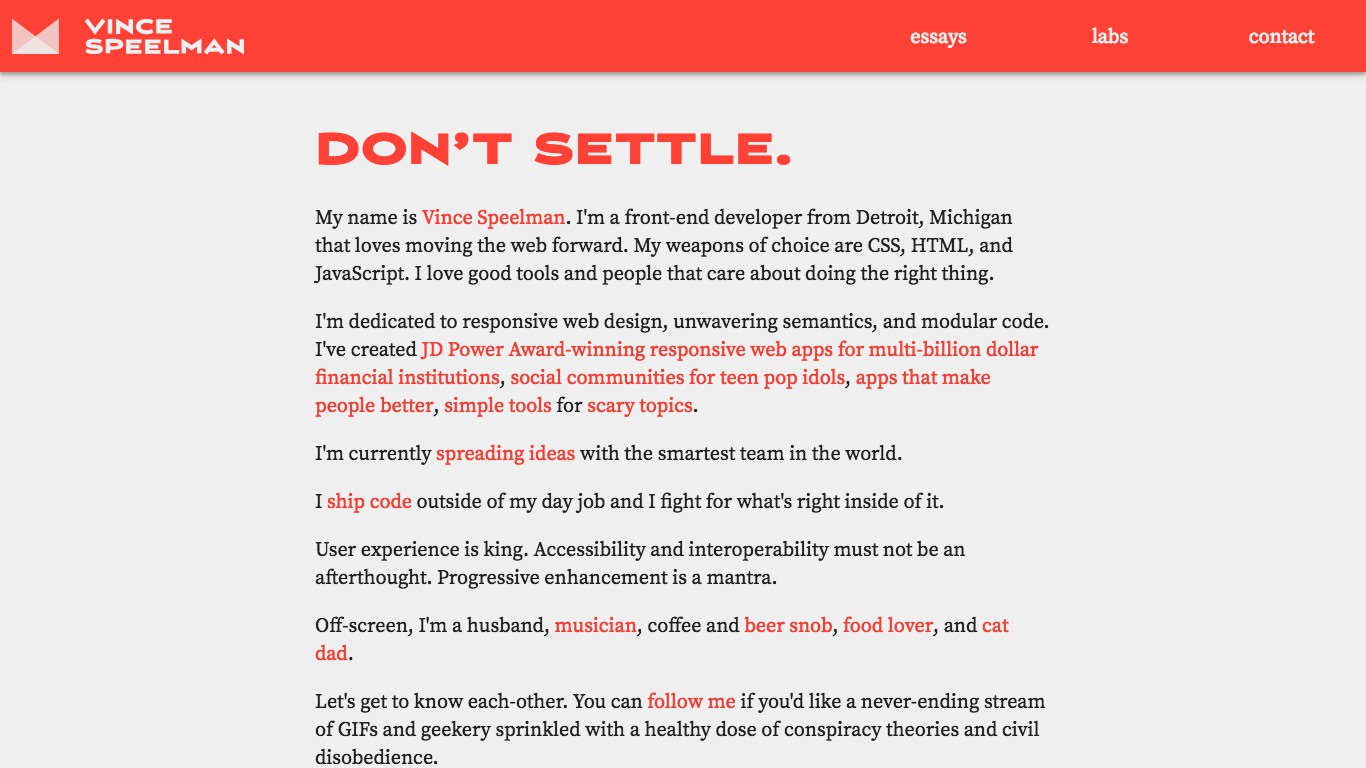 VINCE
SPEELMAN
essays
labs
contact
DON’T SETTLE.
My name is Vince Speelman. I'm a front-end developer from Detroit, Michigan
that loves moving the web forward. My weapons of choice are CSS, HTML, and
JavaScript. I love good tools and people that care about doing the right thing.
I'm dedicated to responsive web design, unwavering semantics, and modular code.
I've created JD Power Award-winning responsive web apps for multi-billion dollar
financial institutions, social communities for teen pop idols, apps that make
people better, simple tools for scary topics.
I'm currently spreading ideas with the smartest team in the world.
I ship code outside of my day job and I fight for what's right inside of it.
User experience is king. Accessibility and interoperability must not be an
afterthought. Progressive enhancement is a mantra.
Off-screen, I'm a husband, musician, coffee and beer snob, food lover, and cat
dad.
Let's get to know each-other. You can follow me if you'd like a never-ending stream
of GIFs and geekery sprinkled with a healthy dose of conspiracy theories and civil
disobedience.